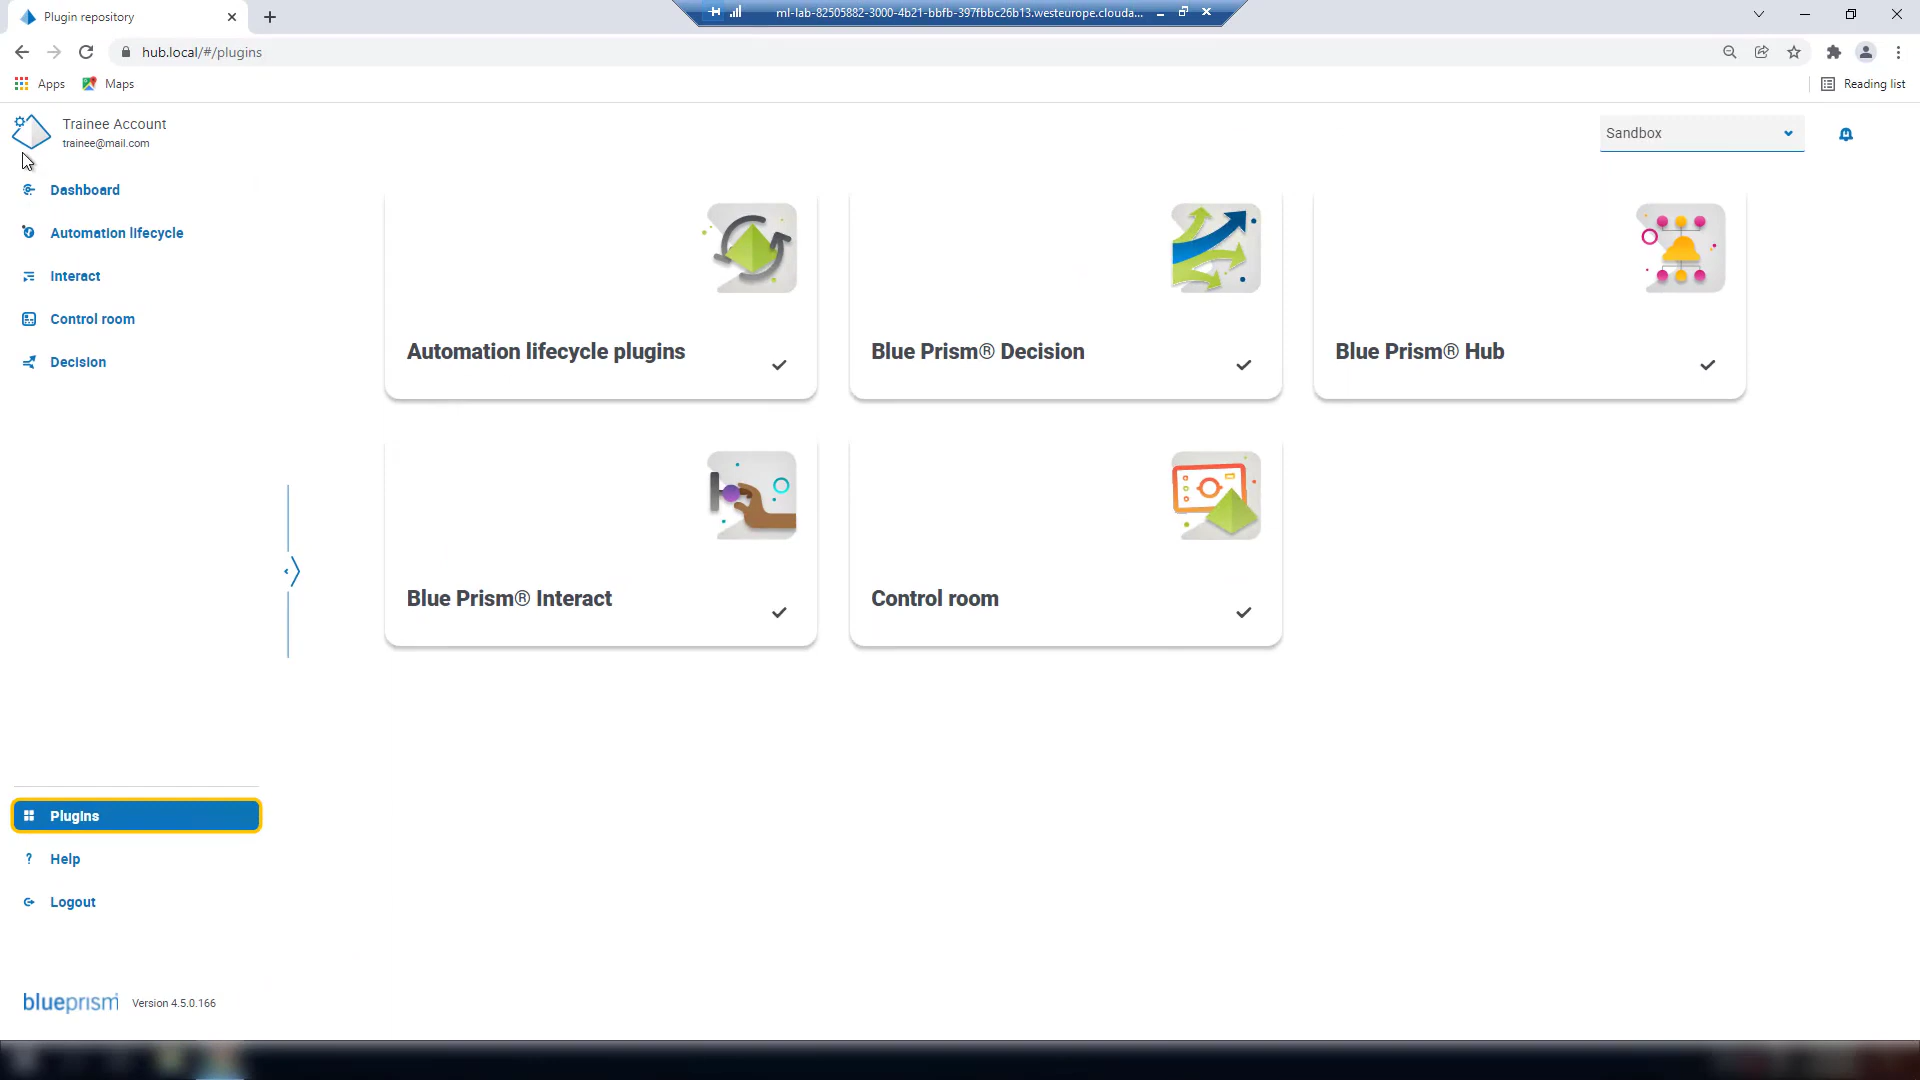 Plugin repository
ml-lab-82505882-3000-4b21-bbfb-397fbbc26b13.westeurope.clouda...
hub.local/#/plugins
Apps
Maps
Reading list
Trainee Account
trainee@mail.com
Sandbox
Dashboard
Automation lifecycle
Interact
Control room
Decision
Automation lifecycle plugins
Blue Prism® Decision
Blue Prism® Hub
Blue Prism® Interact
Control room
Plugins
? Help
Logout
blueprism Version 4.5.0.166